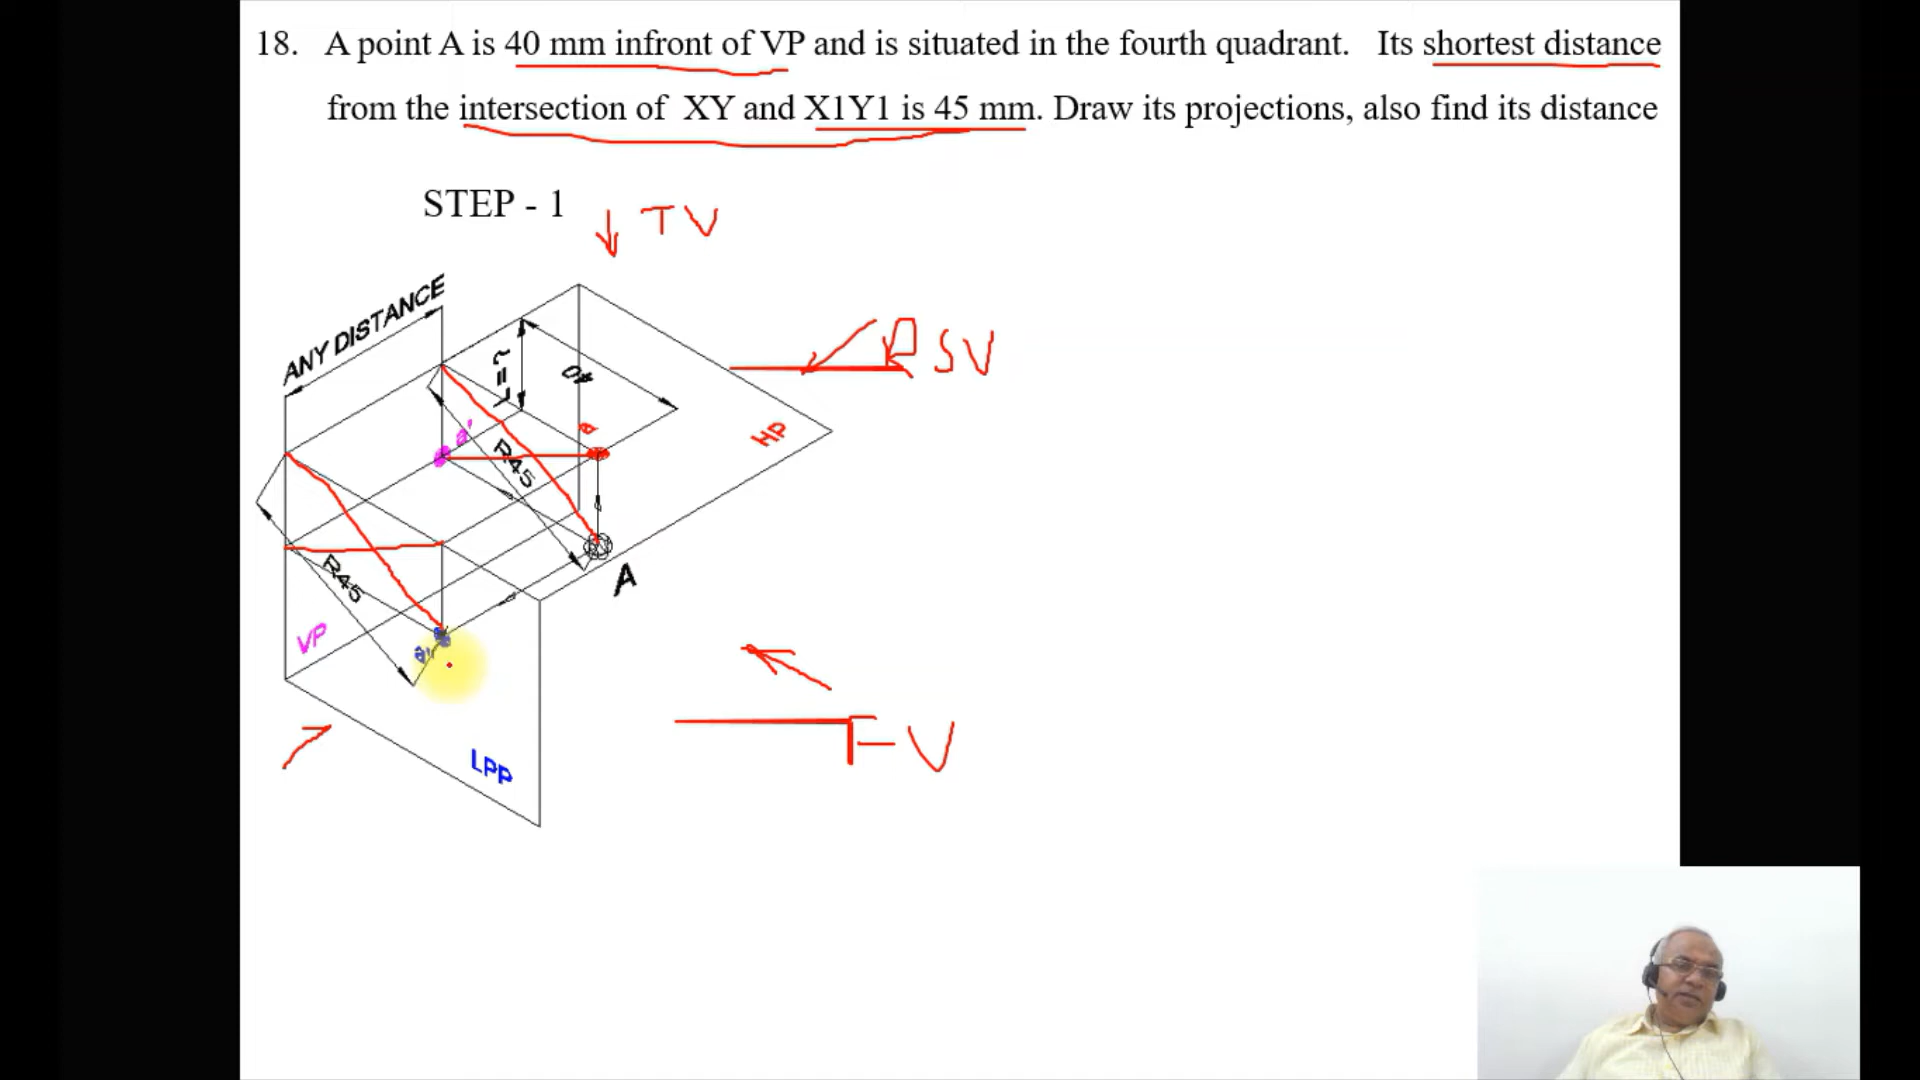 18. A point A is 40 mm infront of VP and is situated in the fourth quadrant. Its shortest distance
from the intersection of XY and X1Y1 is 45 mm. Draw its projections, also find its distance
STEP - 1
TV
ANY DISTANCE
L=?
40
RSV
HP
a'
a
R45
R45
A
VP
a"
FV
LPP